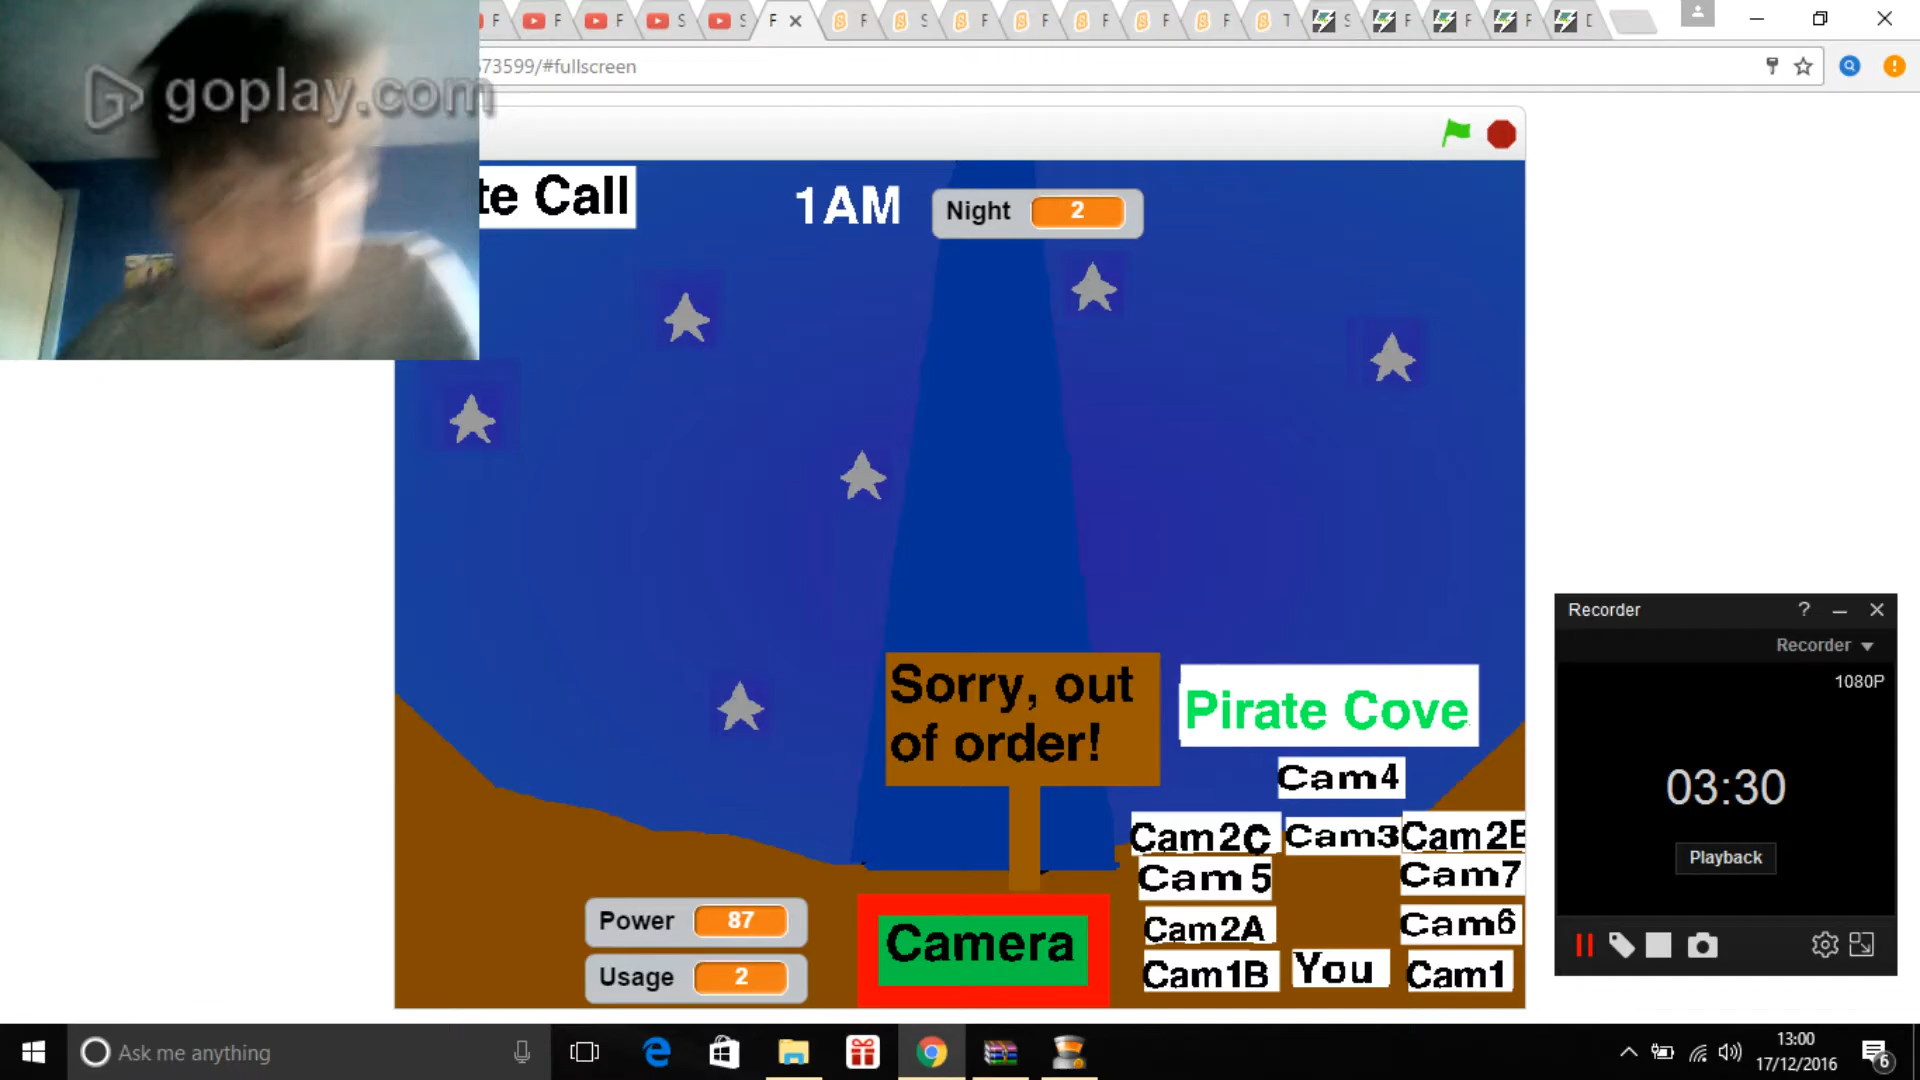 F
F
F
S
S
F
F
S
F
F
F
F
F
T
S
F
F
F
goplay.com
73599/#fullscreen
te Call
1AM
Night 2
Sorry, out
of order!
Pirate Cove
Cam4
Cam2C
Cam3
Cam2E
Cam5
Cam7
Cam2A
Cam6
Cam1B
You
Cam1
Power 87
Usage 2
Camera
Recorder
?
Recorder
1080P
03:30
Playback
Ask me anything
13:00
17/12/2016
6